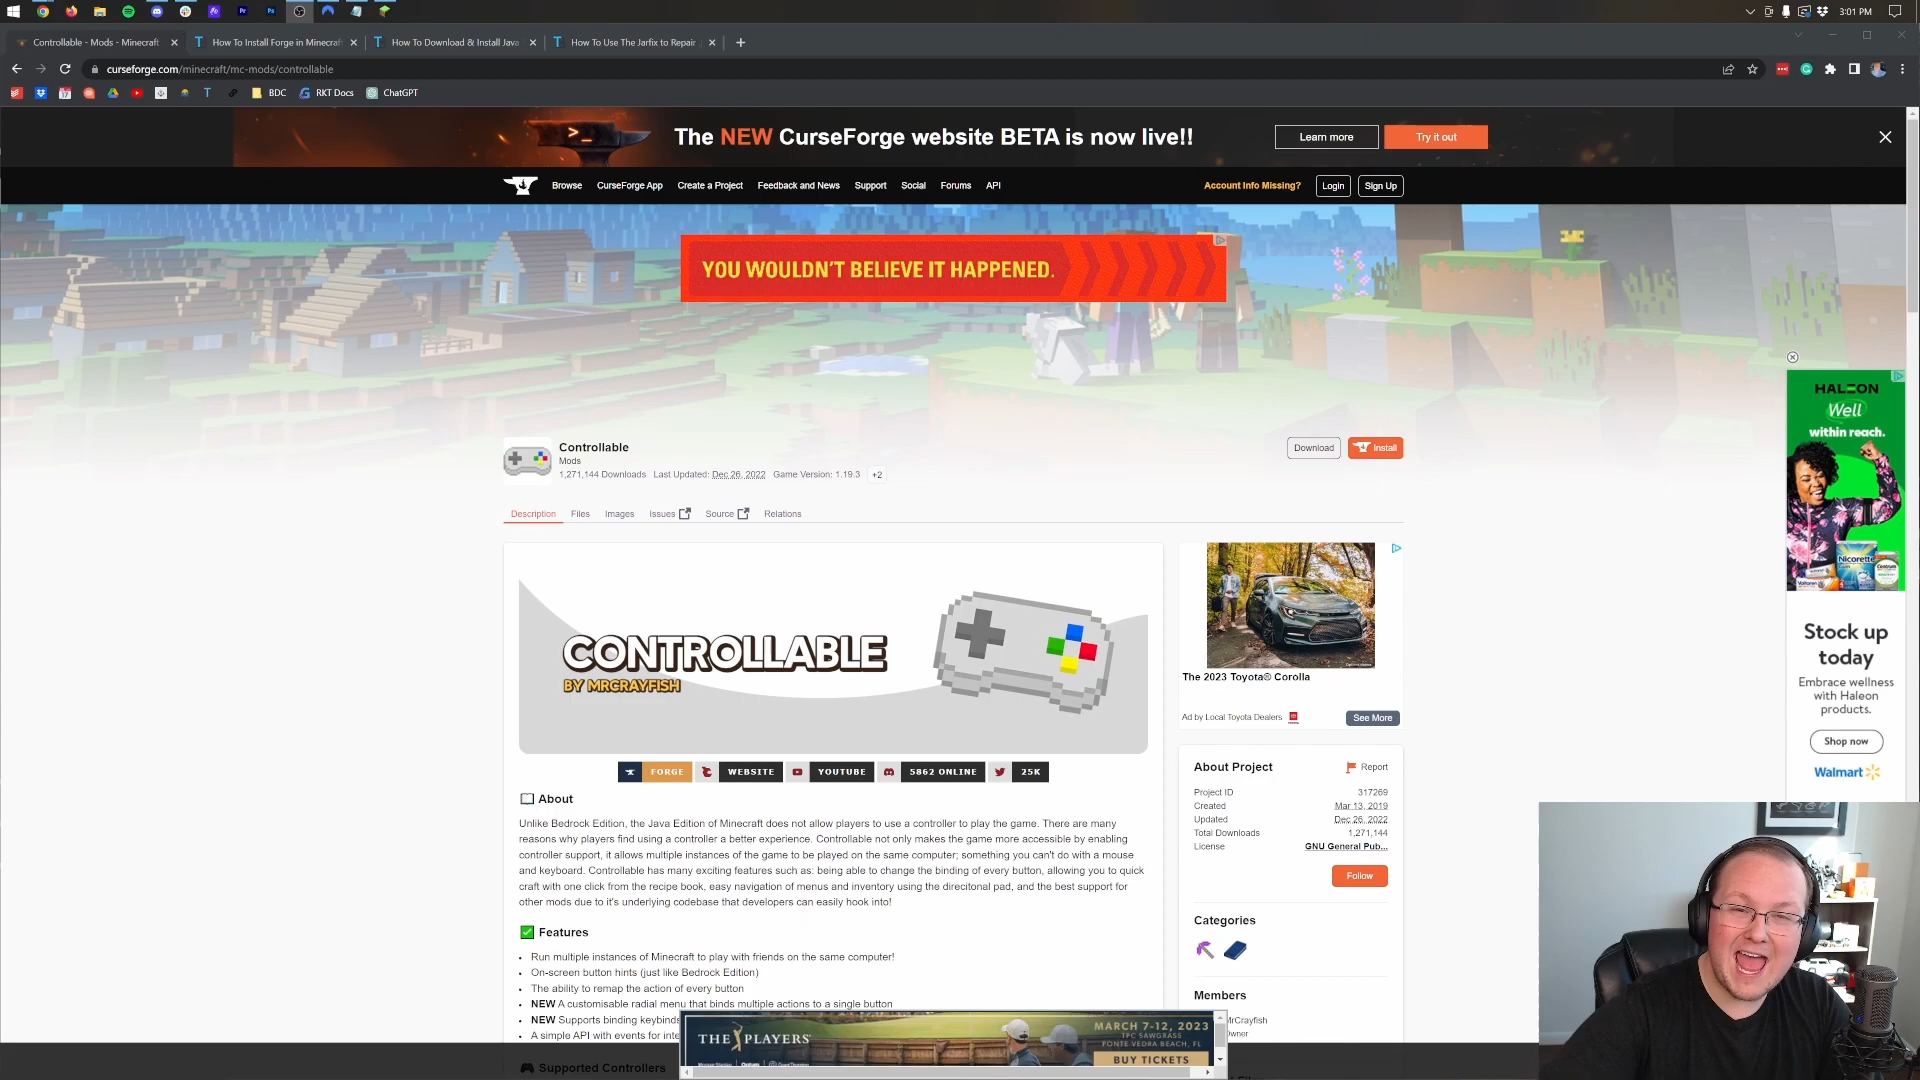 3:01 PM
Controllable - Mods - Minecraft
How To Install Forge in Minecraft
How To Download & Install Java
How To Use The Jarfix to Repair
curseforge.com/minecraft/mc-mods/controllable
BDC
RKT Docs
ChatGPT
The NEW CurseForge website BETA is now live!!
Learn more
Try it out
Browse
CurseForge App
Create a Project
Feedback and News
Support
Social
Forums
API
Account Info Missing?
Login
Sign Up
YOU WOULDN'T BELIEVE IT HAPPENED.
Controllable
Mods
1,271,144 Downloads Last Updated: Dec 26, 2022 Game Version: 1.19.3 +2
Download
Install
Description
Files
Images
Issues
Source
Relations
CONTROLLABLE
BY MRCRAYFISH
FORGE
WEBSITE
YOUTUBE
5862 ONLINE
25K
About
Unlike Bedrock Edition, the Java Edition of Minecraft does not allow players to use a controller to play the game. There are many
reasons why players find using a controller a better experience. Controllable not only makes the game more accessible by enabling
controller support, it allows multiple instances of the game to be played on the same computer; something you can't do with a mouse
and keyboard. Controllable has many exciting features such as: being able to change the binding of every button, allowing you to quick
craft with one click from the recipe book, easy navigation of menus and inventory using the direcitonal pad, and the best support for
other mods due to it's underlying codebase that developers can easily hook into!
Features
Run multiple instances of Minecraft to play with friends on the same computer!
On-screen button hints (just like Bedrock Edition)
The ability to remap the action of every button
NEW A customisable radial menu that binds multiple actions to a single button
NEW Supports binding keybinds
A simple API with events for inte
Supported Controllers
The 2023 Toyota® Corolla
Ad by Local Toyota Dealers
See More
About Project
Report
Project ID 317269
Created Mar 13, 2019
Updated Dec 26, 2022
Total Downloads 1,271,144
License GNU General Pub...
Follow
Categories
Members
MrCrayfish
Owner
HALEON
Well
within reach.
Nicorette
Centrum
Voltaren
Stock up
today
Embrace wellness
with Haleon
products.
Shop now
Walmart
THE PLAYERS
MARCH 7-12, 2023
TPC SAWGRASS
PONTE VEDRA BEACH, FL
BUY TICKETS